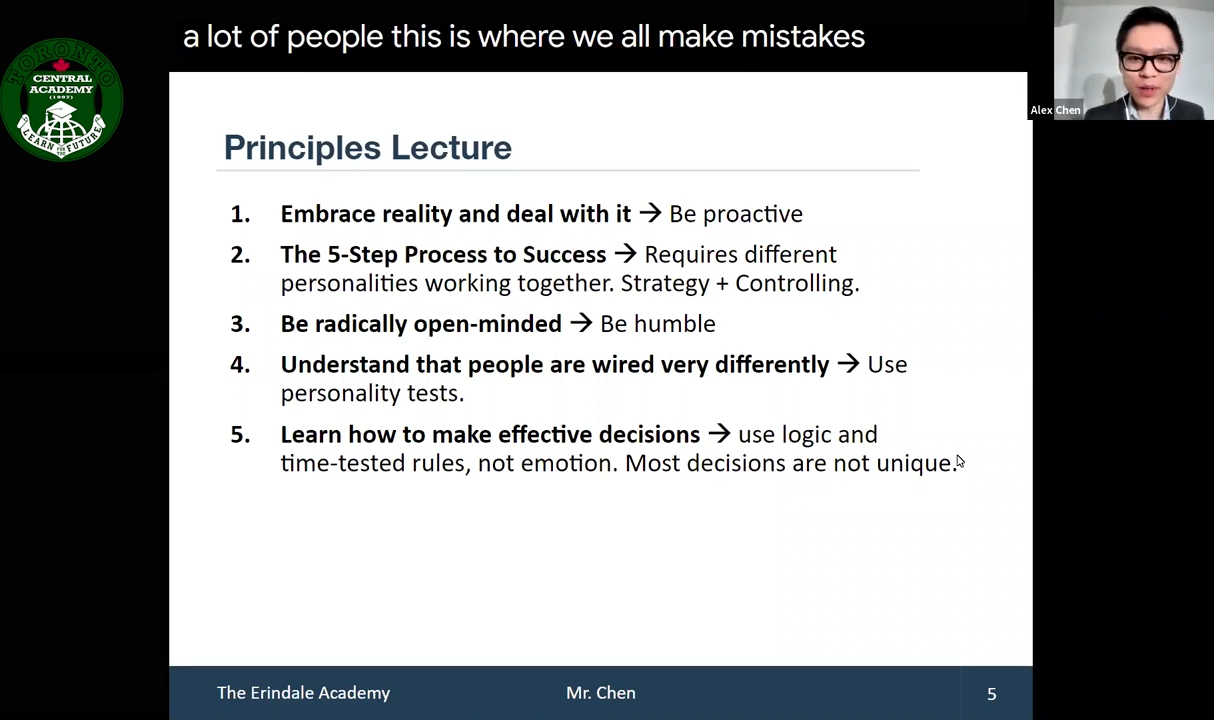 a lot of people this is where we all make mistakes
TORONTO
CENTRAL
ACADEMY
(1997)
LEARN FOR THE FUTURE
Alex Chen
Principles Lecture
1. Embrace reality and deal with it → Be proactive
2. The 5-Step Process to Success → Requires different
personalities working together. Strategy + Controlling.
3. Be radically open-minded → Be humble
4. Understand that people are wired very differently → Use
personality tests.
5. Learn how to make effective decisions → use logic and
time-tested rules, not emotion. Most decisions are not unique.
The Erindale Academy
Mr. Chen
5